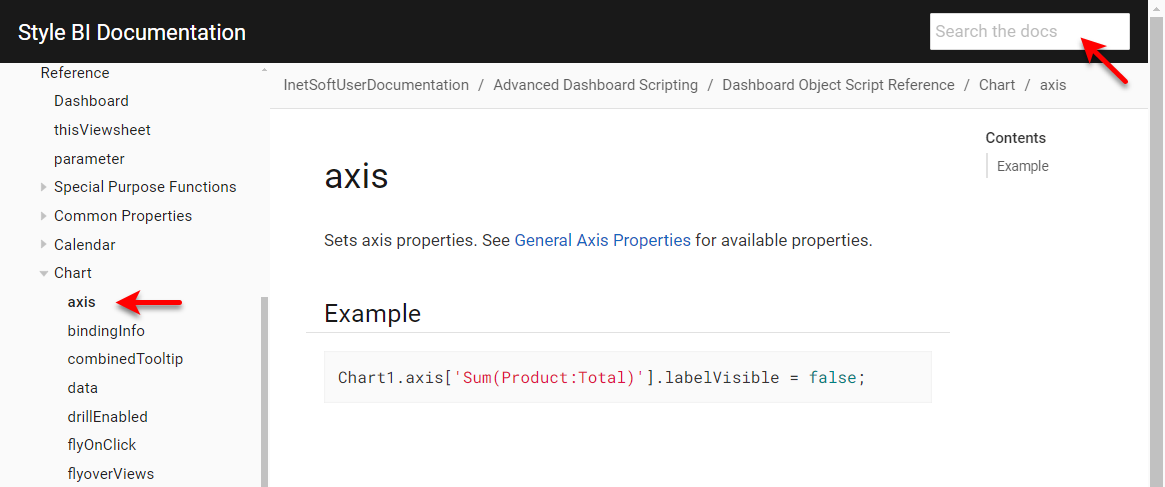 Style BI Documentation
Search the docs
Reference
Dashboard
thisViewsheet
parameter
Special Purpose Functions
Common Properties
Calendar
Chart
axis
bindingInfo
combinedTooltip
data
drillEnabled
flyOnClick
flyoverViews
InetSoftUserDocumentation / Advanced Dashboard Scripting / Dashboard Object Script Reference / Chart / axis
axis
Sets axis properties. See General Axis Properties for available properties.
Example
Chart1.axis['Sum(Product:Total)'].labelVisible = false;
Contents
Example